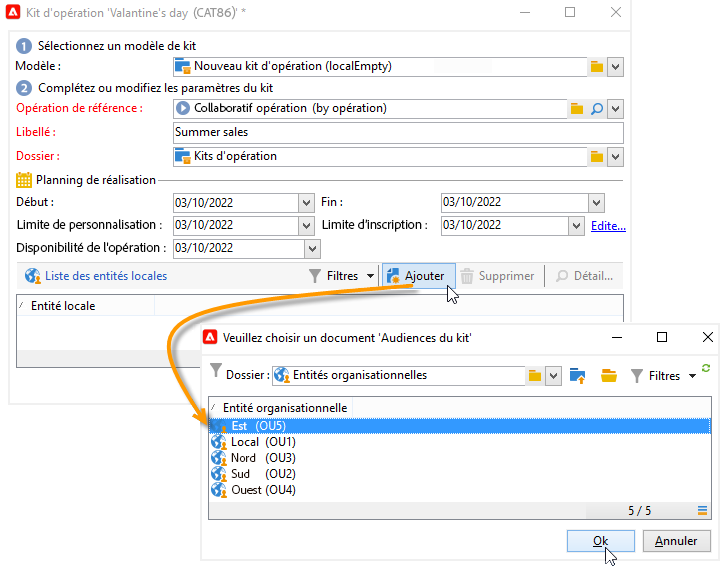 Kit d'opération 'Valantine's day (CAT86)' *
1 Sélectionnez un modèle de kit
Modèle : Nouveau kit d'opération (localEmpty)
2 Complétez ou modifiez les paramètres du kit
Opération de référence : Collaboratif opération (by opération)
Libellé : Summer sales
Dossier : Kits d'opération
Planning de réalisation
Début : 03/10/2022 Fin : 03/10/2022
Limite de personnalisation : 03/10/2022 Limite d'inscription : 03/10/2022 Edite...
Disponibilité de l'opération : 03/10/2022
Liste des entités locales Filtres Ajouter Supprimer Détail...
Entité locale
Veuillez choisir un document 'Audiences du kit'
Dossier : Entités organisationnelles Filtres
Entité organisationnelle
Est (OU5)
Local (OU1)
Nord (OU3)
Sud (OU2)
Ouest (OU4)
5 / 5
Ok Annuler